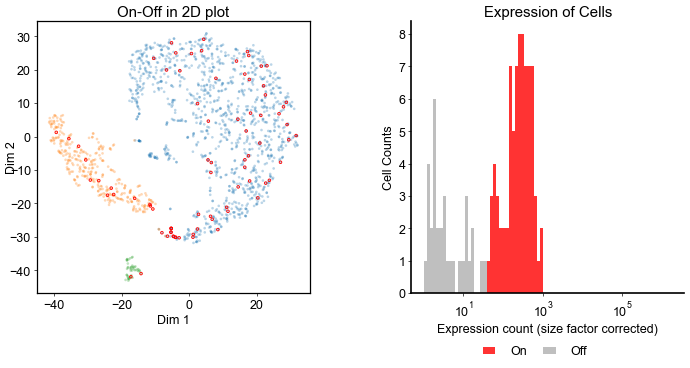 On-Off in 2D plot
30
20
10
0
−10
−20
−30
−40
Dim 2
−40 −20 0 20
Dim 1
Expression of Cells
8
7
6
5
4
3
2
1
0
Cell Counts
10^1 10^3 10^5
Expression count (size factor corrected)
On Off